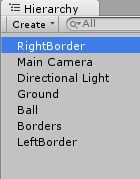 Hierarchy
Create All
RightBorder
Main Camera
Directional Light
Ground
Ball
Borders
LeftBorder